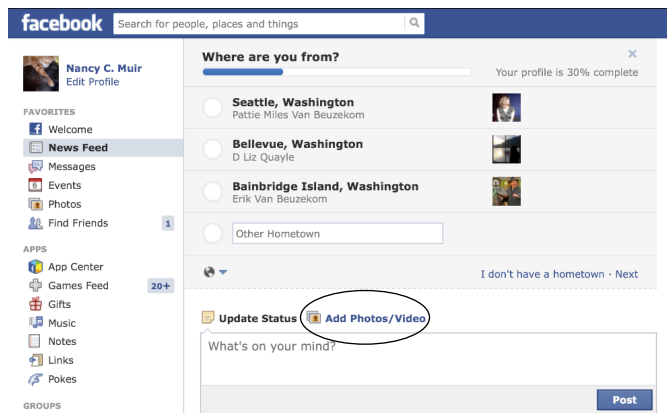 facebook Search for people, places and things
Nancy C. Muir
Edit Profile
FAVORITES
Welcome
News Feed
Messages
6 Events
Photos
Find Friends 1
APPS
App Center
Games Feed 20+
Gifts
Music
Notes
Links
Pokes
GROUPS
Where are you from?
Your profile is 30% complete
Seattle, Washington
Pattie Miles Van Beuzekom
Bellevue, Washington
D Liz Quayle
Bainbridge Island, Washington
Erik Van Beuzekom
Other Hometown
I don't have a hometown · Next
Update Status Add Photos/Video
What's on your mind?
Post